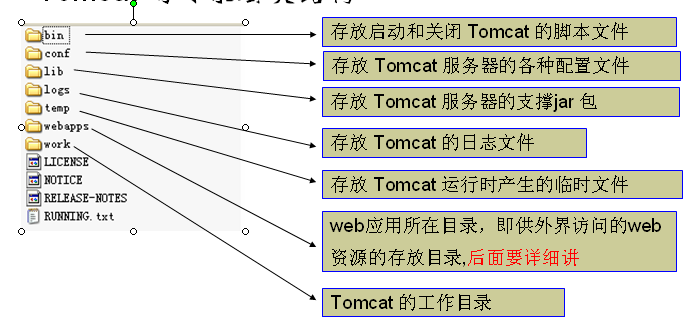 bin
conf
lib
logs
temp
webapps
work
LICENSE
NOTICE
RELEASE-NOTES
RUNNING.txt
存放启动和关闭 Tomcat 的脚本文件
存放 Tomcat 服务器的各种配置文件
存放 Tomcat 服务器的支撑jar 包
存放 Tomcat 的日志文件
存放 Tomcat 运行时产生的临时文件
web应用所在目录，即供外界访问的web
资源的存放目录,后面要详细讲
Tomcat 的工作目录